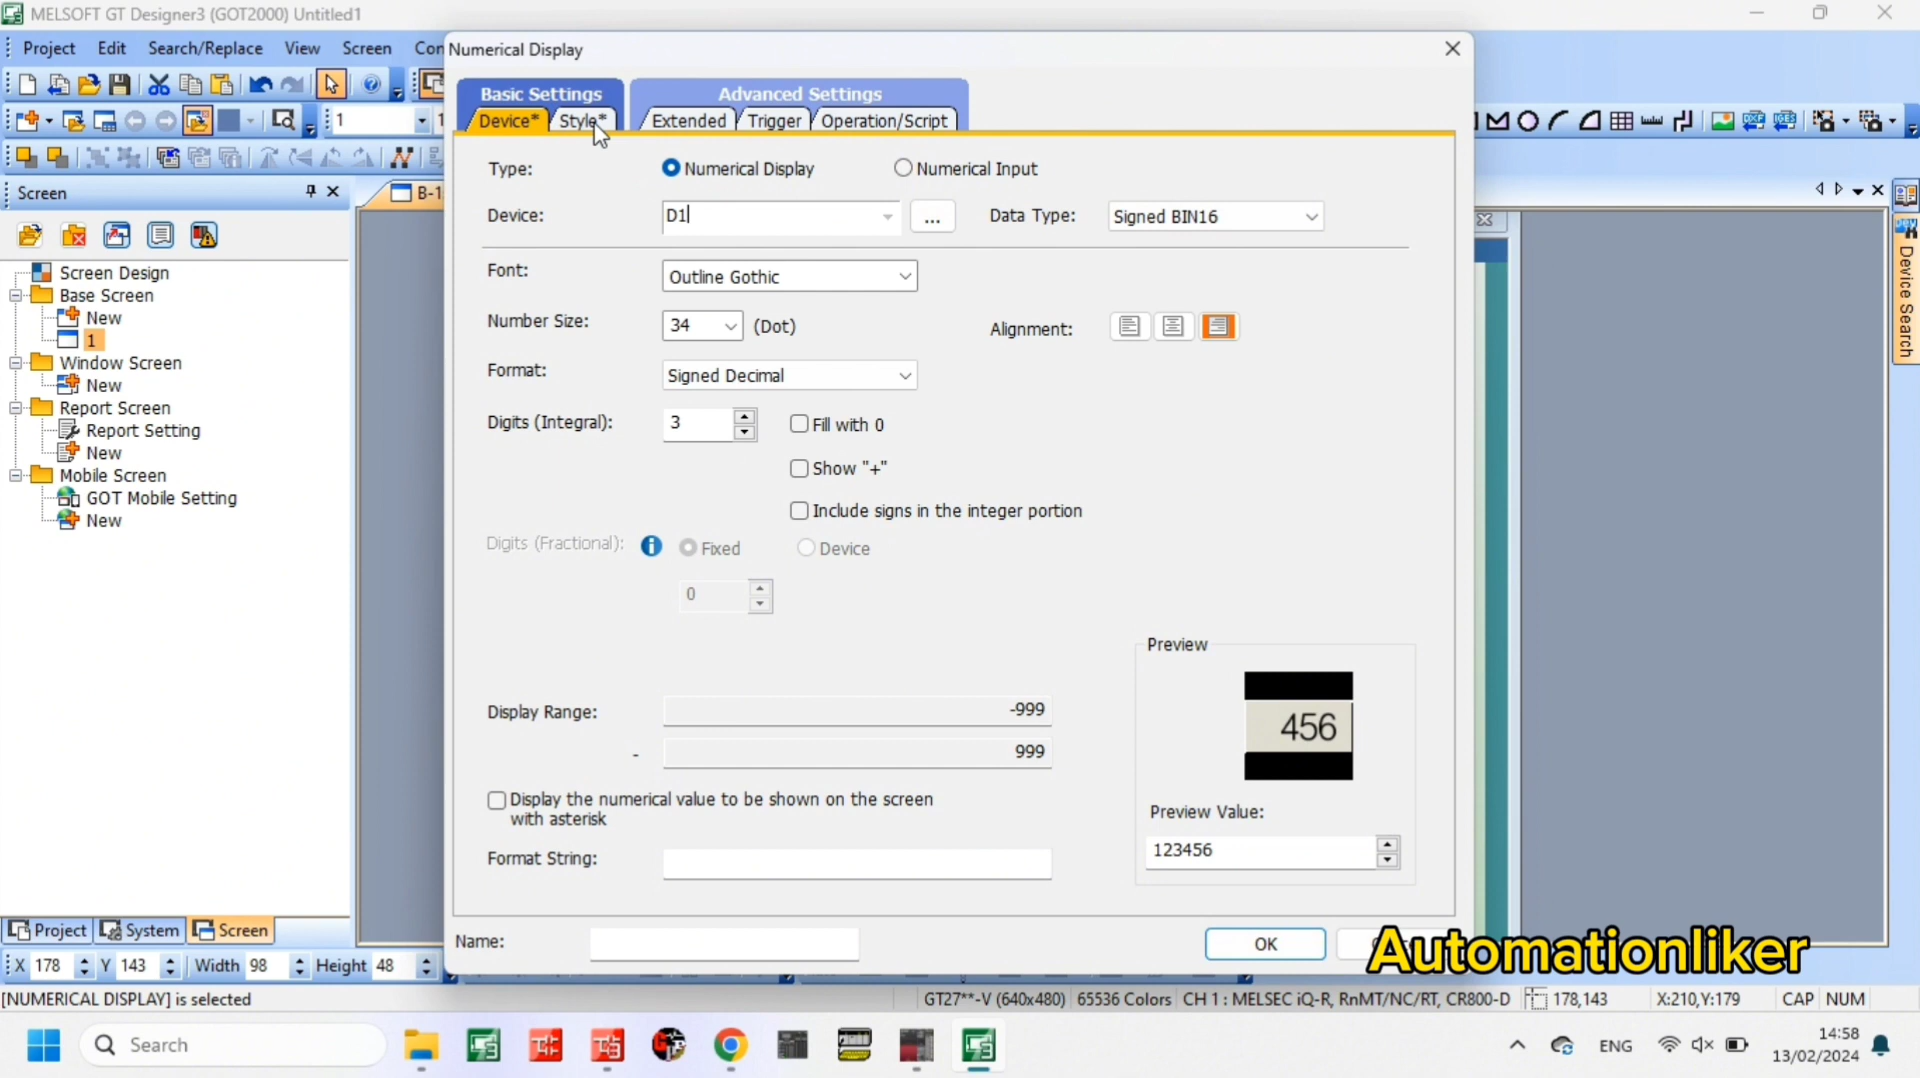 MELSOFT GT Designer3 (GOT2000) Untitled1
Project Edit Search/Replace View Screen Con
Numerical Display
Basic Settings
Advanced Settings
Device* Style* Extended Trigger Operation/Script
1
Type: Numerical Display Numerical Input
Device: D1 ... Data Type: Signed BIN16
Font: Outline Gothic
Number Size: 34 (Dot) Alignment:
Format: Signed Decimal
Digits (Integral): 3 Fill with 0
Show "+"
Include signs in the integer portion
Digits (Fractional): Fixed Device
0
Display Range: -999
- 999
Display the numerical value to be shown on the screen
with asterisk
Format String:
Preview
456
Preview Value:
123456
Name:
OK
Screen
B-1
Screen Design
Base Screen
New
1
Window Screen
New
Report Screen
Report Setting
New
Mobile Screen
GOT Mobile Setting
New
Device Search
Project System Screen
X 178 Y 143 Width 98 Height 48
Automationliker
[NUMERICAL DISPLAY] is selected
GT27**-V (640x480) 65536 Colors CH 1 : MELSEC iQ-R, RnMT/NC/RT, CR800-D 178,143 X:210,Y:179 CAP NUM
Search
ENG
14:58
13/02/2024